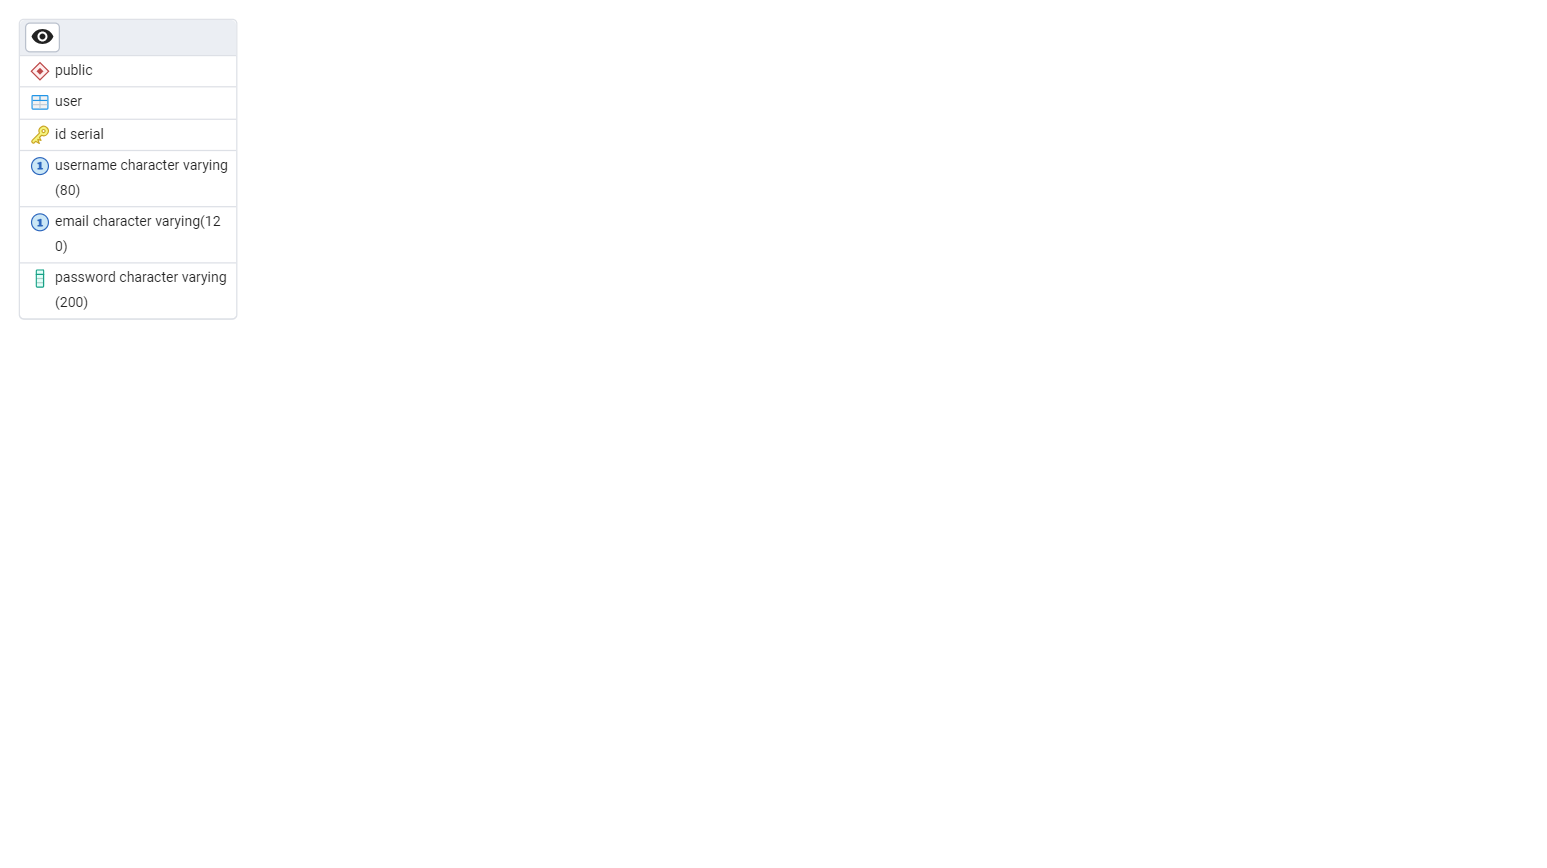 public
user
id serial
username character varying
(80)
email character varying(12
0)
password character varying
(200)